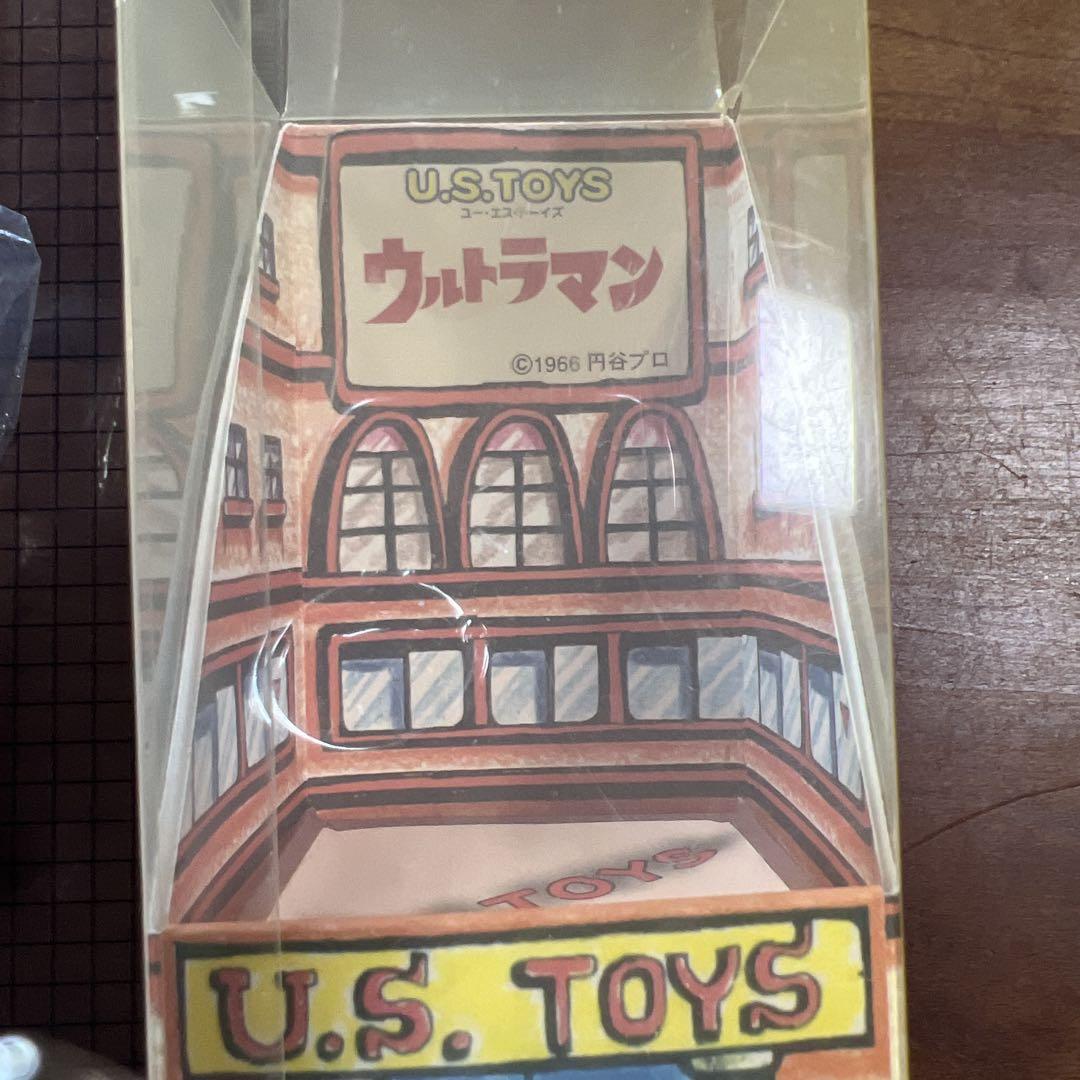 U.S.TOYS
ユー・エストーイズ
ウルトラマン
©1966 円谷プロ
TOYS
U.S. TOYS